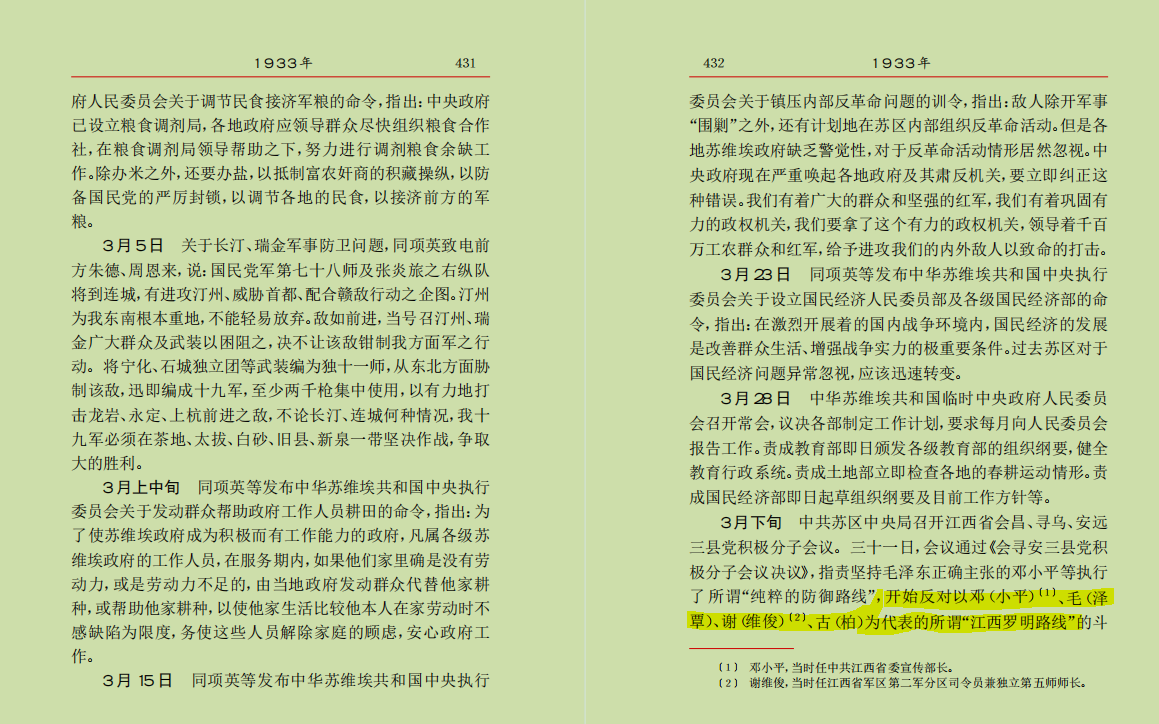 1933年 431
府人民委员会关于调节民食接济军粮的命令,指出:中央政府
已设立粮食调剂局,各地政府应领导群众尽快组织粮食合作
社,在粮食调剂局领导帮助之下,努力进行调剂粮食余缺工
作。除办米之外,还要办盐,以抵制富农奸商的积藏操纵,以防
备国民党的严厉封锁,以调节各地的民食,以接济前方的军
粮。
3月5日 关于长汀、瑞金军事防卫问题,同项英致电前
方朱德、周恩来,说:国民党军第七十八师及张炎旅之右纵队
将到连城,有进攻汀州、威胁首都、配合赣敌行动之企图。汀州
为我东南根本重地,不能轻易放弃。敌如前进,当号召汀州、瑞
金广大群众及武装以困阻之,决不让该敌钳制我方面军之行
动。将宁化、石城独立团等武装编为独十一师,从东北方面胁
制该敌,迅即编成十九军,至少两千枪集中使用,以有力地打
击龙岩、永定、上杭前进之敌,不论长汀、连城何种情况,我十
九军必须在茶地、太拔、白砂、旧县、新泉一带坚决作战,争取
大的胜利。
3月上中旬 同项英等发布中华苏维埃共和国中央执行
委员会关于发动群众帮助政府工作人员耕田的命令,指出:为
了使苏维埃政府成为积极而有工作能力的政府,凡属各级苏
维埃政府的工作人员,在服务期内,如果他们家里确是没有劳
动力,或是劳动力不足的,由当地政府发动群众代替他家耕
种,或帮助他家耕种,以使他家生活比较他本人在家劳动时不
感缺陷为限度,务使这些人员解除家庭的顾虑,安心政府工
作。
3月15日 同项英等发布中华苏维埃共和国中央执行
432 1933年
委员会关于镇压内部反革命问题的训令,指出:敌人除开军事
“围剿”之外,还有计划地在苏区内部组织反革命活动。但是各
地苏维埃政府缺乏警觉性,对于反革命活动情形居然忽视。中
央政府现在严重唤起各地政府及其肃反机关,要立即纠正这
种错误。我们有着广大的群众和坚强的红军,我们有着巩固有
力的政权机关,我们要拿了这个有力的政权机关,领导着千百
万工农群众和红军,给予进攻我们的内外敌人以致命的打击。
3月23日 同项英等发布中华苏维埃共和国中央执行
委员会关于设立国民经济人民委员部及各级国民经济部的命
令,指出:在激烈开展着的国内战争环境内,国民经济的发展
是改善群众生活、增强战争实力的极重要条件。过去苏区对于
国民经济问题异常忽视,应该迅速转变。
3月28日 中华苏维埃共和国临时中央政府人民委员
会召开常会,议决各部制定工作计划,要求每月向人民委员会
报告工作。责成教育部即日颁发各级教育部的组织纲要,健全
教育行政系统。责成土地部立即检查各地的春耕运动情形。责
成国民经济部即日起草组织纲要及目前工作方针等。
3月下旬 中共苏区中央局召开江西省会昌、寻乌、安远
三县党积极分子会议。三十一日,会议通过《会寻安三县党积
极分子会议决议》,指责坚持毛泽东正确主张的邓小平等执行
了所谓“纯粹的防御路线”,开始反对以邓(小平)〔1〕、毛(泽
覃)、谢(维俊)〔2〕、古(柏)为代表的所谓“江西罗明路线”的斗
〔1〕 邓小平,当时任中共江西省委宣传部长。
〔2〕 谢维俊,当时任江西省军区第二军分区司令员兼独立第五师师长。